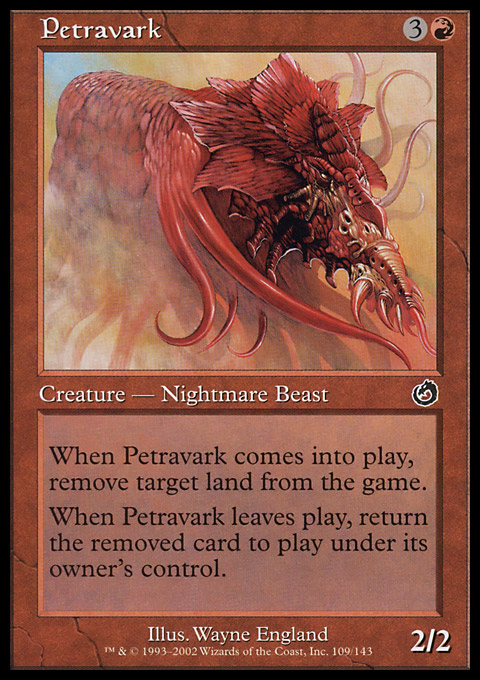 Petravark 3
Creature — Nightmare Beast
When Petravark comes into play,
remove target land from the game.
When Petravark leaves play, return
the removed card to play under its
owner's control.
Illus. Wayne England
™ & © 1993–2002 Wizards of the Coast, Inc. 109/143
2/2